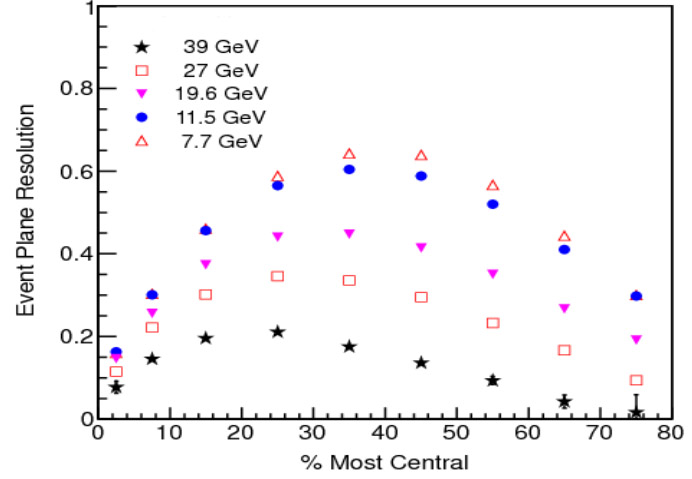 1
0.8
0.6
0.4
0.2
0
Event Plane Resolution
39 GeV
27 GeV
19.6 GeV
11.5 GeV
7.7 GeV
0 10 20 30 40 50 60 70 80
% Most Central